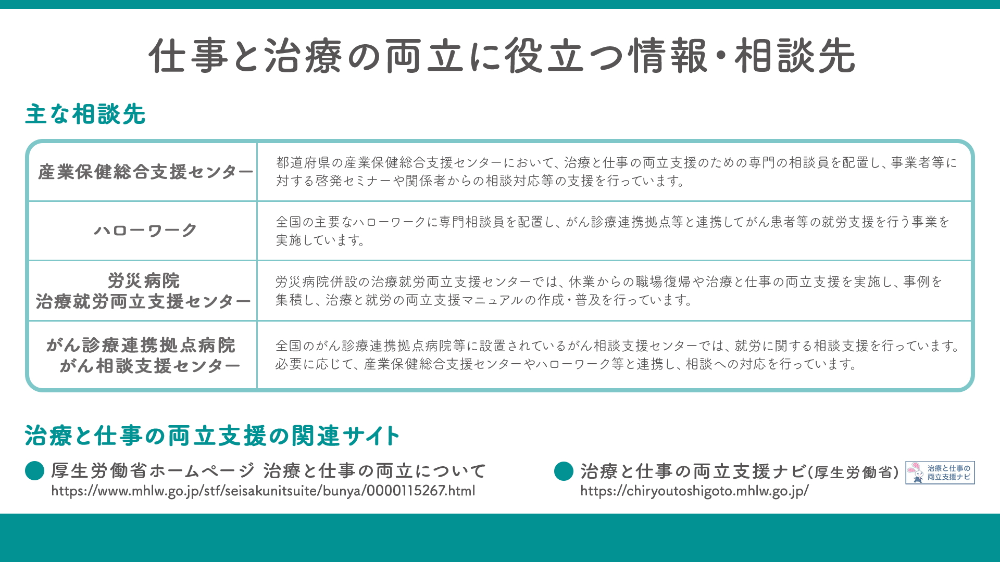 仕事と治療の両立に役立つ情報・相談先
主な相談先
産業保健総合支援センター
都道府県の産業保健総合支援センターにおいて、治療と仕事の両立支援のための専門の相談員を配置し、事業者等に
対する啓発セミナーや関係者からの相談対応等の支援を行っています。
ハローワーク
全国の主要なハローワークに専門相談員を配置し、がん診療連携拠点等と連携してがん患者等の就労支援を行う事業を
実施しています。
労災病院
治療就労両立支援センター
労災病院併設の治療就労両立支援センターでは、休業からの職場復帰や治療と仕事の両立支援を実施し、事例を
集積し、治療と就労の両立支援マニュアルの作成・普及を行っています。
がん診療連携拠点病院
がん相談支援センター
全国のがん診療連携拠点病院等に設置されているがん相談支援センターでは、就労に関する相談支援を行っています。
必要に応じて、産業保健総合支援センターやハローワーク等と連携し、相談への対応を行っています。
治療と仕事の両立支援の関連サイト
厚生労働省ホームページ 治療と仕事の両立について
https://www.mhlw.go.jp/stf/seisakunitsuite/bunya/0000115267.html
治療と仕事の両立支援ナビ(厚生労働省)
https://chiryoutoshigoto.mhlw.go.jp/
治療と仕事の
両立支援ナビ